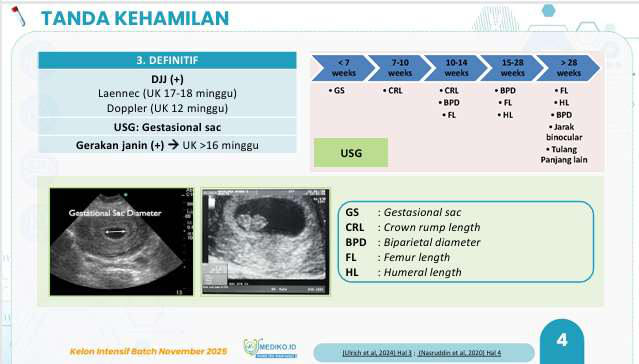 TANDA KEHAMILAN
3. DEFINITIF
DJJ (+)
Laennec (UK 17-18 minggu)
Doppler (UK 12 minggu)
USG: Gestasional sac
Gerakan janin (+) → UK >16 minggu
< 7 weeks
• GS
7-10 weeks
• CRL
10-14 weeks
• CRL
• BPD
• FL
15-28 weeks
• BPD
• FL
• HL
> 28 weeks
• FL
• HL
• BPD
• Jarak binocular
• Tulang Panjang lain
USG
Gestational Sac Diameter
GS : Gestasional sac
CRL : Crown rump length
BPD : Biparietal diameter
FL : Femur length
HL : Humeral length
Kelon Intensif Batch November 2025
MEDIKO.ID
(Ulrich et al, 2024) Hal 3 ; (Nasruddin et al, 2020) Hal 4
4